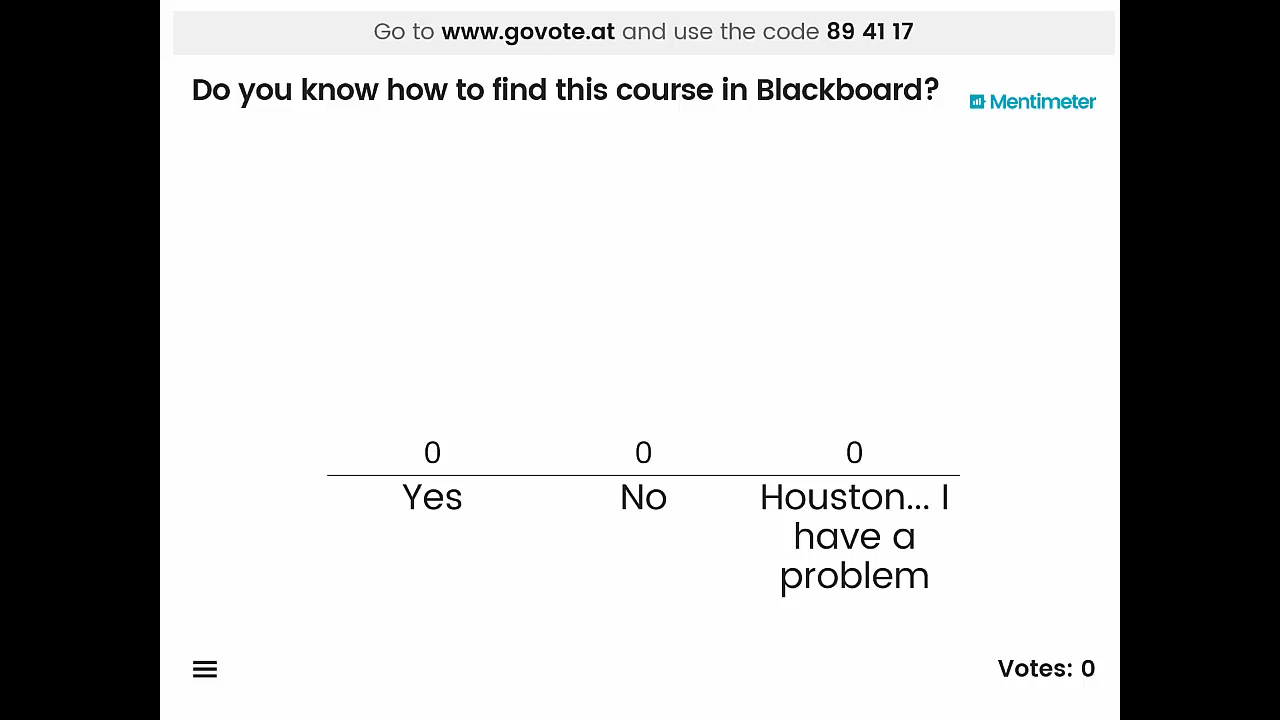 Go to www.govote.at and use the code 89 41 17
Do you know how to find this course in Blackboard?
Mentimeter
0 0 0
Yes No Houston... I
have a
problem
Votes: 0